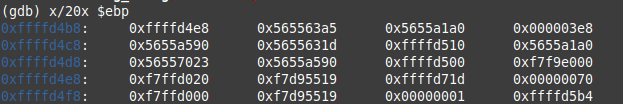 (gdb) x/20x $ebp
0xffffd4b8: 0xffffd4e8 0x565563a5 0x5655a1a0 0x000003e8
0xffffd4c8: 0x5655a590 0x5655631d 0xffffd510 0x5655a1a0
0xffffd4d8: 0x56557023 0x5655a590 0xffffd500 0xf7f9e000
0xffffd4e8: 0xf7ffd020 0xf7d95519 0xffffd71d 0x00000070
0xffffd4f8: 0xf7ffd000 0xf7d95519 0x00000001 0xffffd5b4